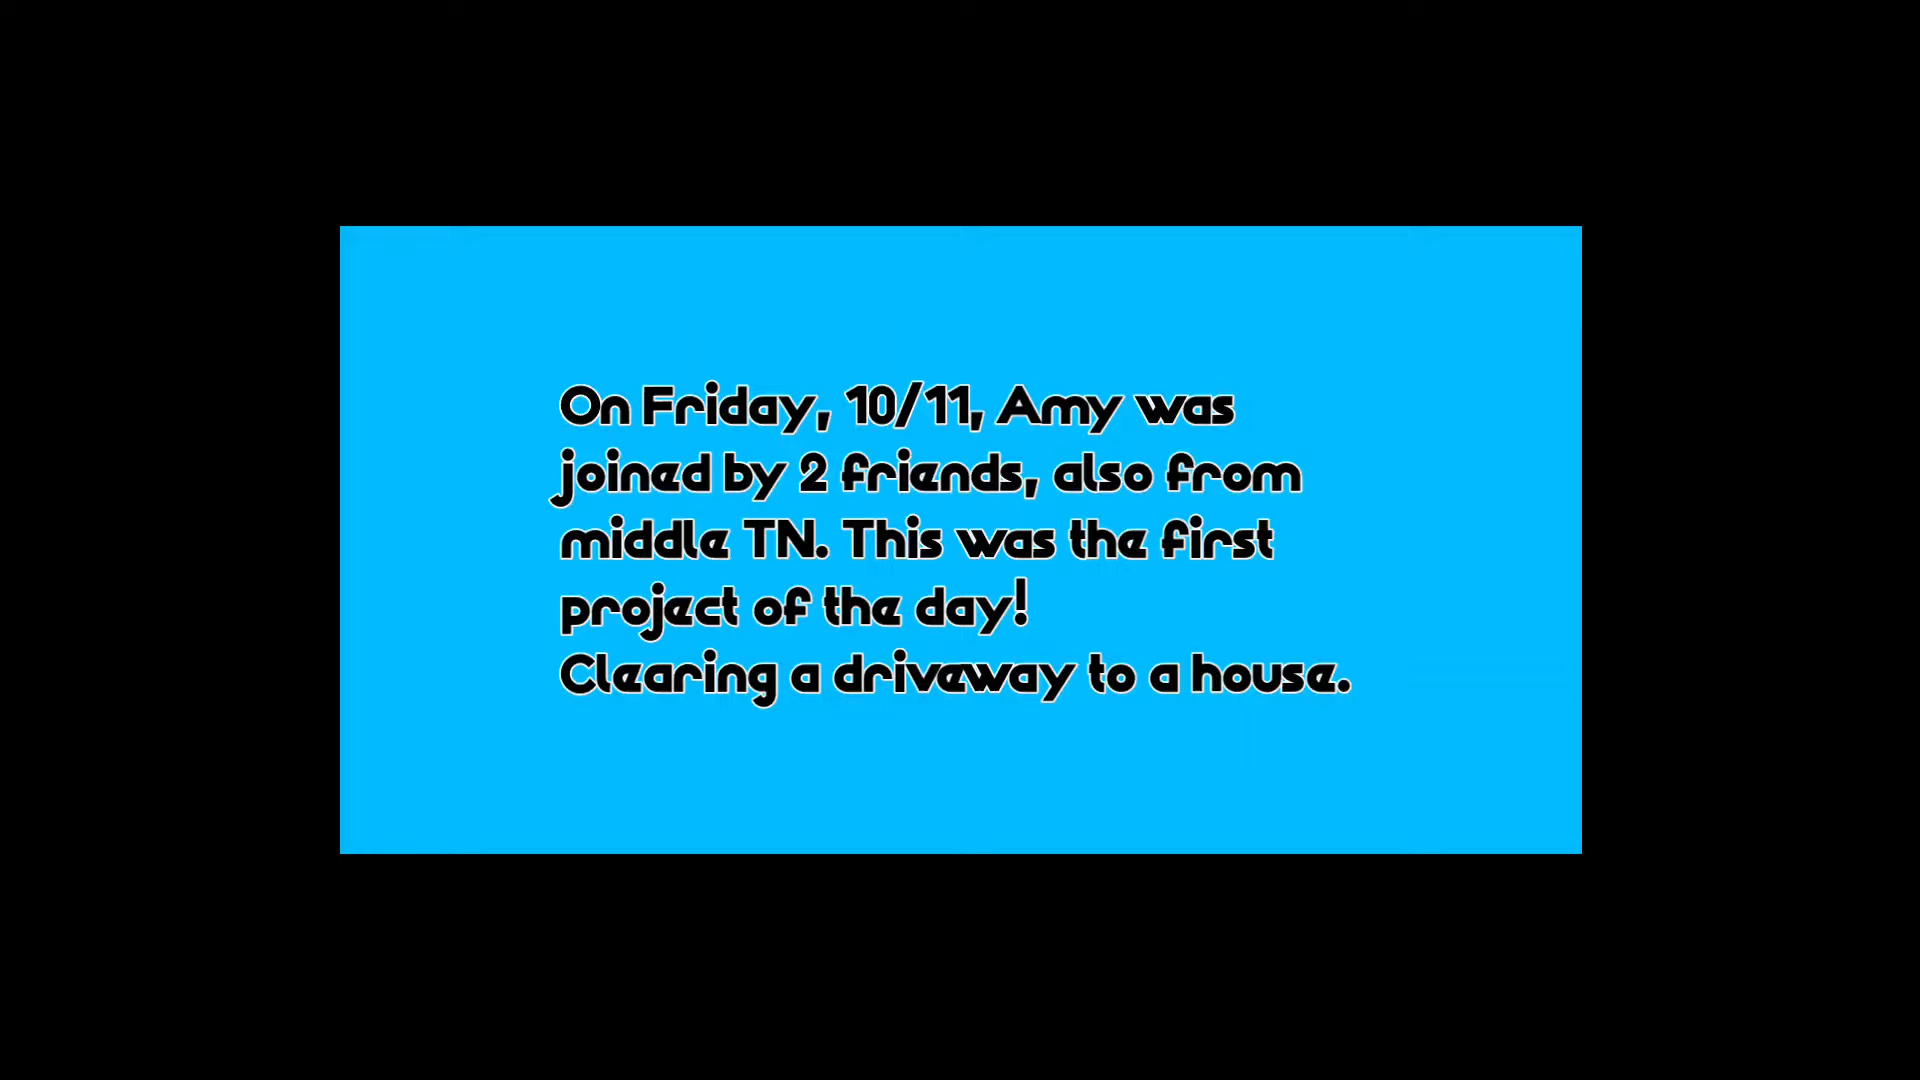 On Friday, 10/11, Amy was
joined by 2 friends, also from
middle TN. This was the first
project of the day!
Clearing a driveway to a house.